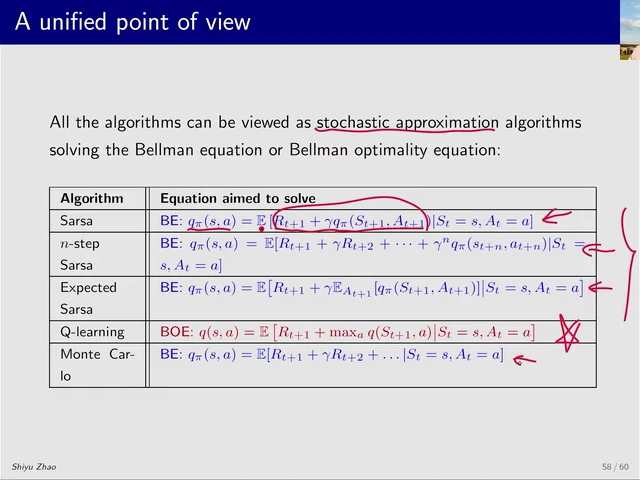 A unified point of view
All the algorithms can be viewed as stochastic approximation algorithms
solving the Bellman equation or Bellman optimality equation:
Algorithm Equation aimed to solve
Sarsa BE: qπ(s, a) = 𝔼 [Rt+1 + γqπ(St+1, At+1)|St = s, At = a]
n-step BE: qπ(s, a) = 𝔼[Rt+1 + γRt+2 + ⋯ + γⁿqπ(st+n, at+n)|St =
Sarsa s, At = a]
Expected BE: qπ(s, a) = 𝔼[Rt+1 + γ𝔼At+1[qπ(St+1, At+1)]|St = s, At = a]
Sarsa
Q-learning BOE: q(s, a) = 𝔼[Rt+1 + maxa q(St+1, a)|St = s, At = a]
Monte Car- BE: qπ(s, a) = 𝔼[Rt+1 + γRt+2 + ...|St = s, At = a]
lo
Shiyu Zhao 58 / 60